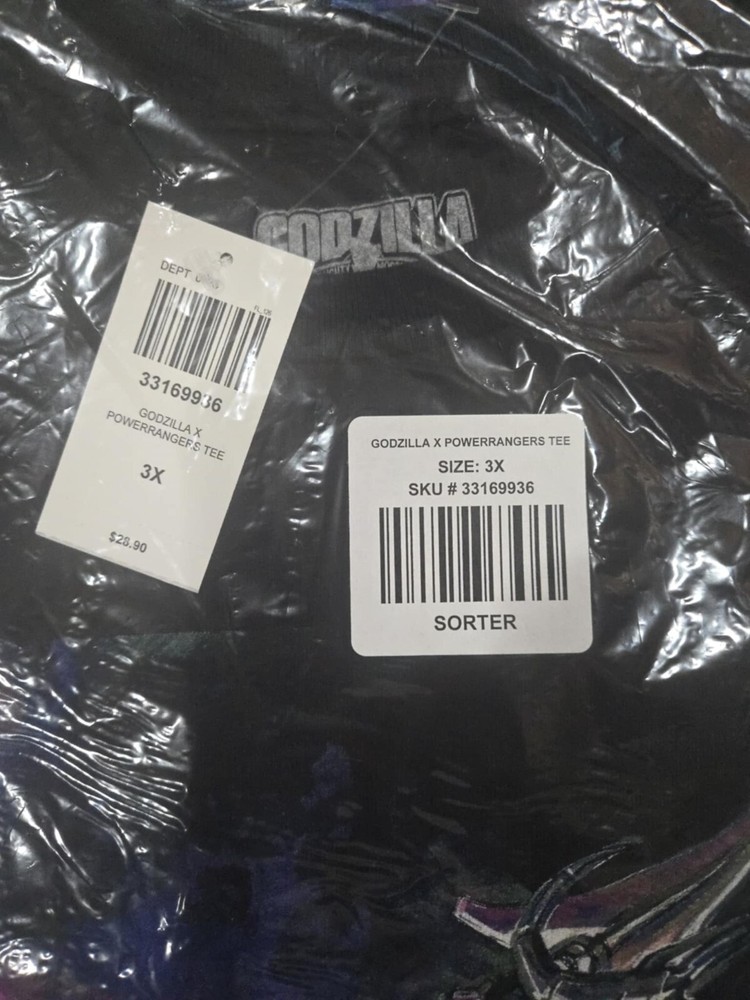 GODZILLA
DEPT
33169936
GODZILLA X
POWERRANGERS TEE
3X
$28.90
GODZILLA X POWERRANGERS TEE
SIZE: 3X
SKU # 33169936
SORTER